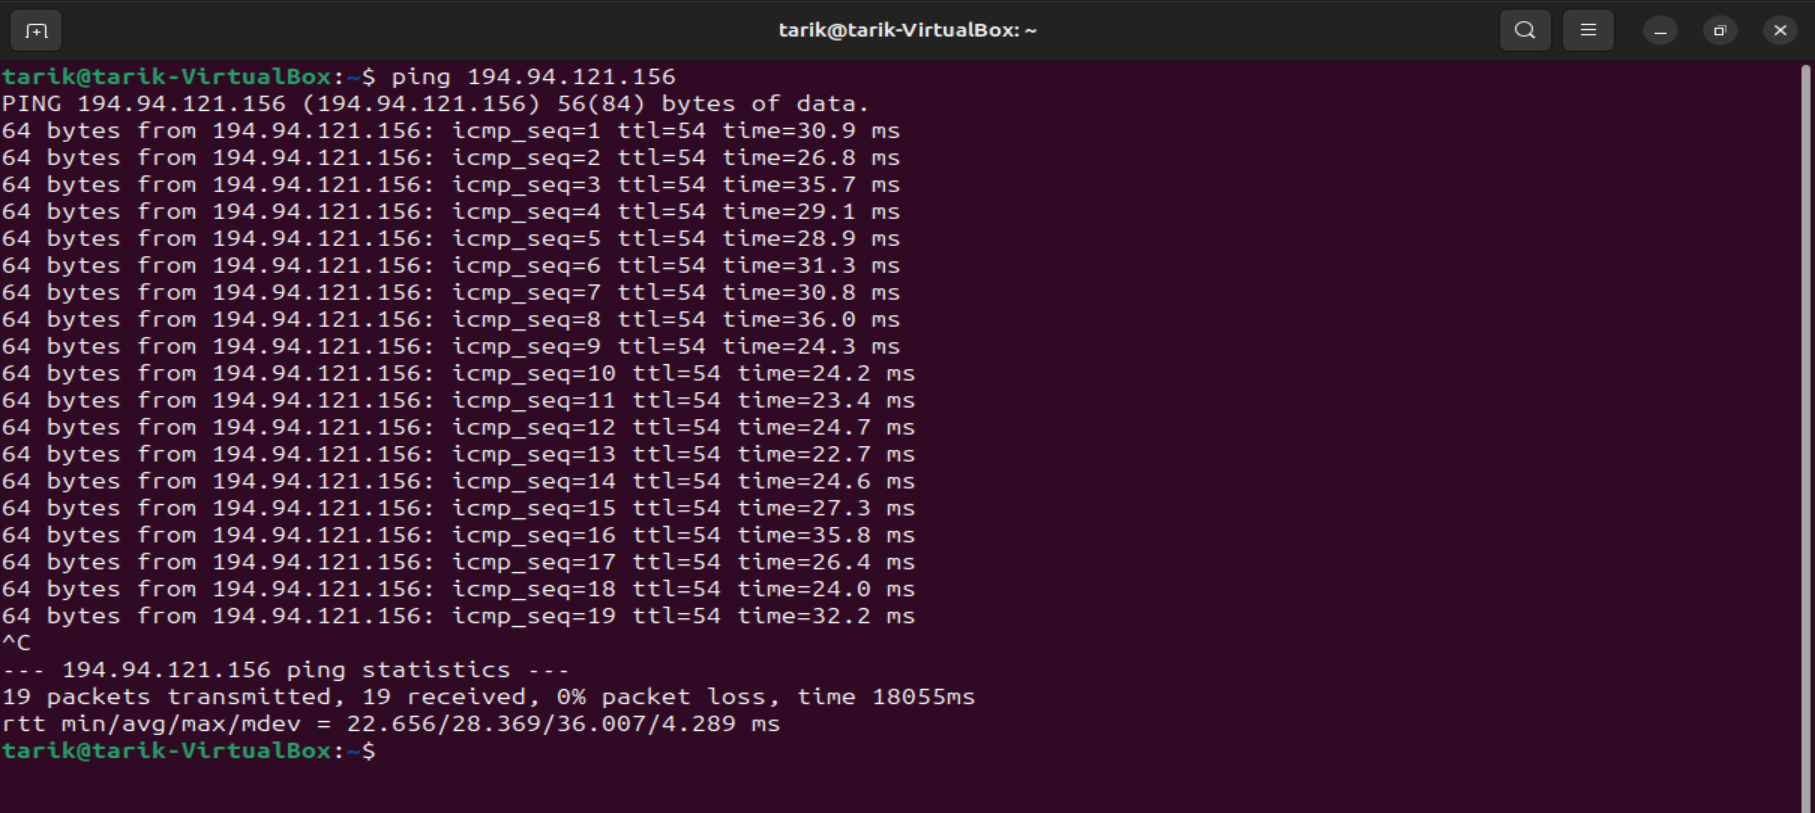 tarik@tarik-VirtualBox: ~
tarik@tarik-VirtualBox:~$ ping 194.94.121.156
PING 194.94.121.156 (194.94.121.156) 56(84) bytes of data.
64 bytes from 194.94.121.156: icmp_seq=1 ttl=54 time=30.9 ms
64 bytes from 194.94.121.156: icmp_seq=2 ttl=54 time=26.8 ms
64 bytes from 194.94.121.156: icmp_seq=3 ttl=54 time=35.7 ms
64 bytes from 194.94.121.156: icmp_seq=4 ttl=54 time=29.1 ms
64 bytes from 194.94.121.156: icmp_seq=5 ttl=54 time=28.9 ms
64 bytes from 194.94.121.156: icmp_seq=6 ttl=54 time=31.3 ms
64 bytes from 194.94.121.156: icmp_seq=7 ttl=54 time=30.8 ms
64 bytes from 194.94.121.156: icmp_seq=8 ttl=54 time=36.0 ms
64 bytes from 194.94.121.156: icmp_seq=9 ttl=54 time=24.3 ms
64 bytes from 194.94.121.156: icmp_seq=10 ttl=54 time=24.2 ms
64 bytes from 194.94.121.156: icmp_seq=11 ttl=54 time=23.4 ms
64 bytes from 194.94.121.156: icmp_seq=12 ttl=54 time=24.7 ms
64 bytes from 194.94.121.156: icmp_seq=13 ttl=54 time=22.7 ms
64 bytes from 194.94.121.156: icmp_seq=14 ttl=54 time=24.6 ms
64 bytes from 194.94.121.156: icmp_seq=15 ttl=54 time=27.3 ms
64 bytes from 194.94.121.156: icmp_seq=16 ttl=54 time=35.8 ms
64 bytes from 194.94.121.156: icmp_seq=17 ttl=54 time=26.4 ms
64 bytes from 194.94.121.156: icmp_seq=18 ttl=54 time=24.0 ms
64 bytes from 194.94.121.156: icmp_seq=19 ttl=54 time=32.2 ms
^C
--- 194.94.121.156 ping statistics ---
19 packets transmitted, 19 received, 0% packet loss, time 18055ms
rtt min/avg/max/mdev = 22.656/28.369/36.007/4.289 ms
tarik@tarik-VirtualBox:~$